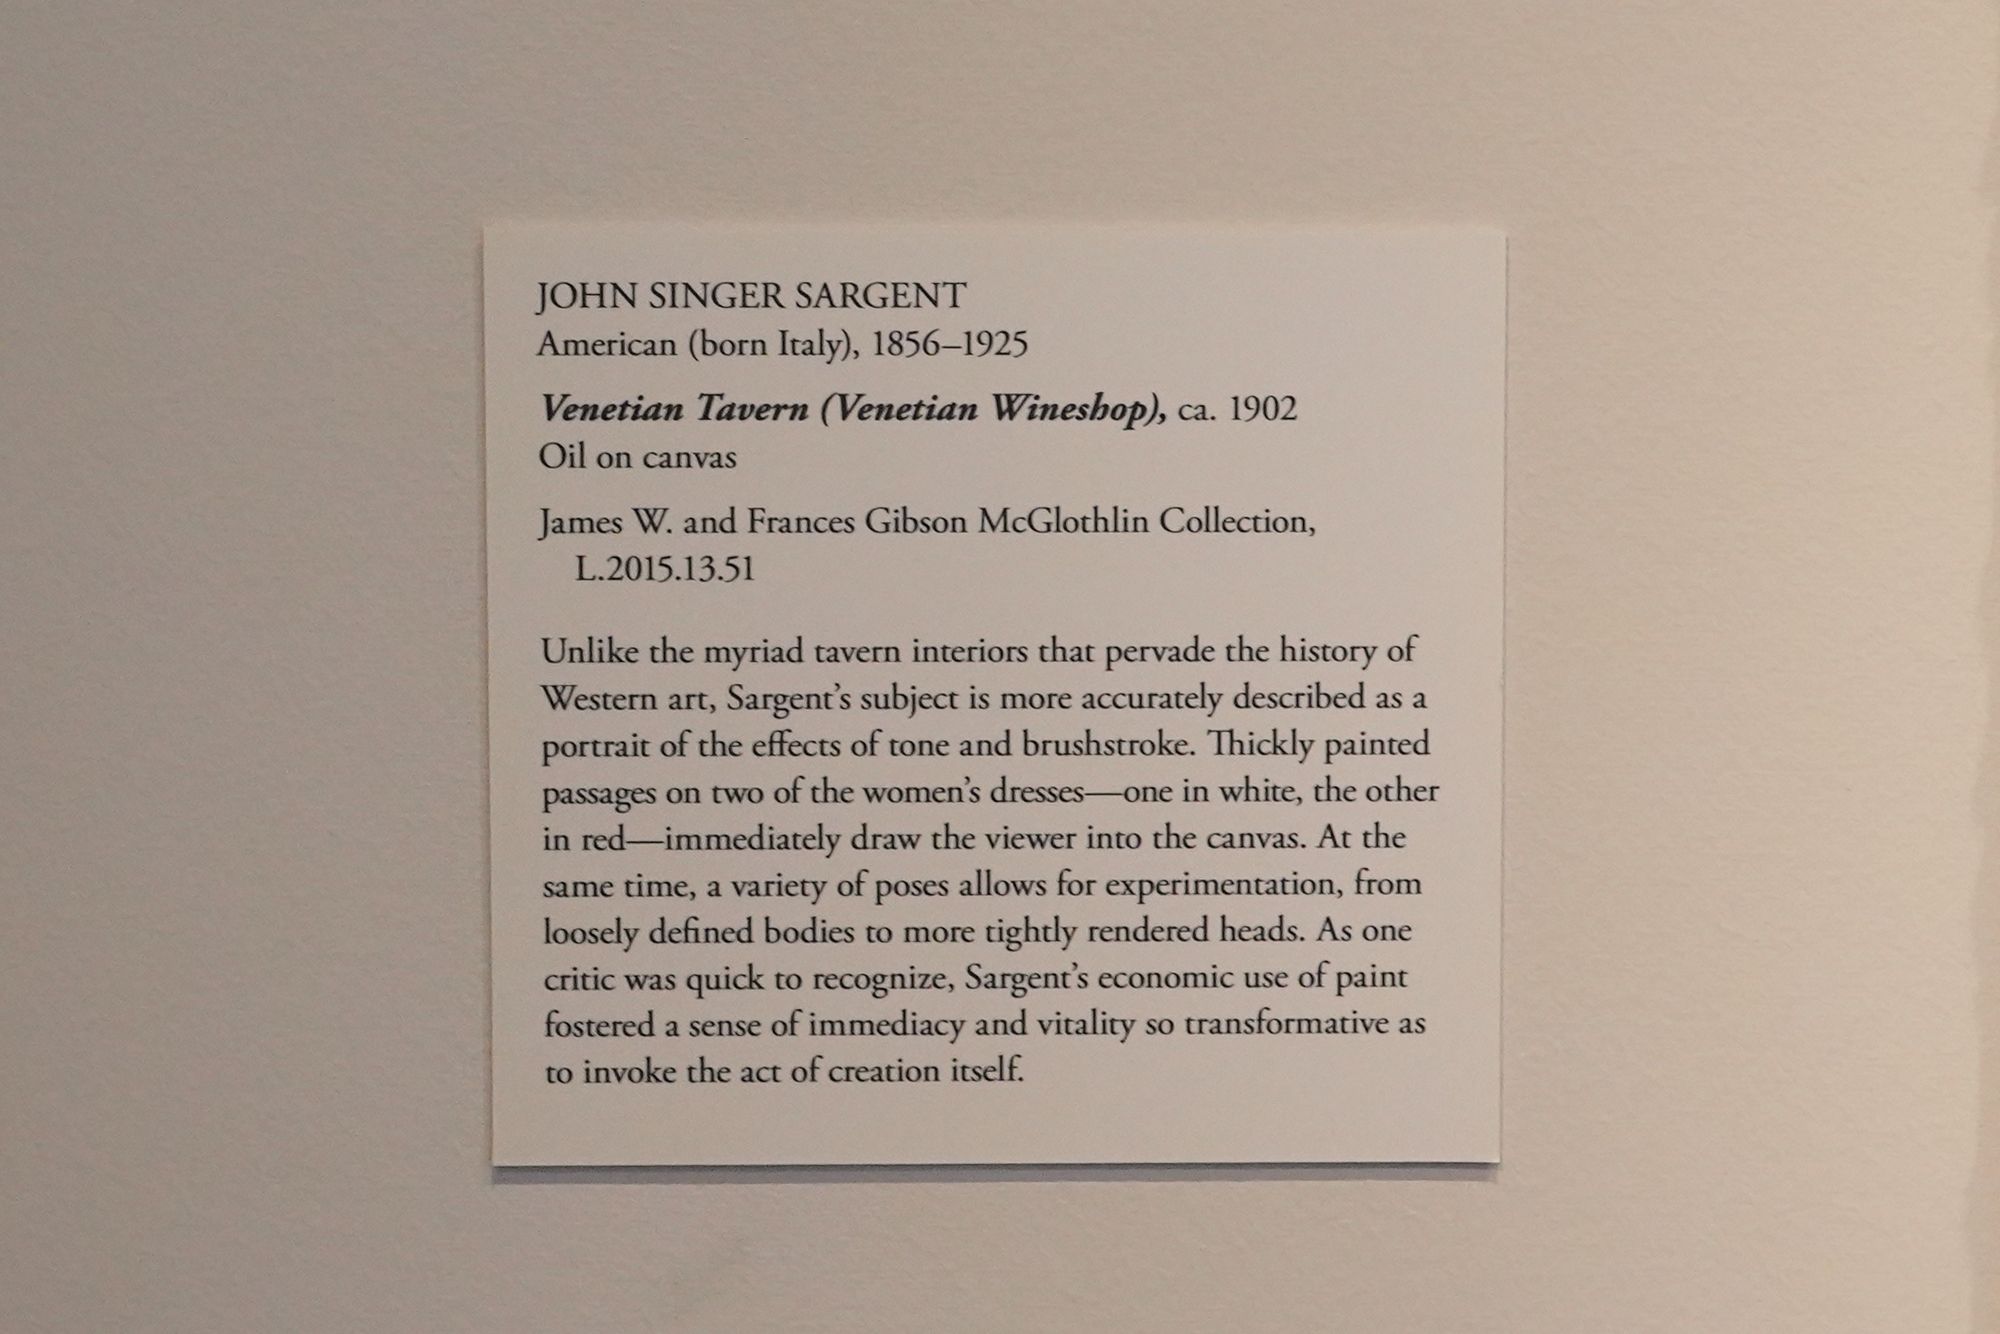 JOHN SINGER SARGENT
American (born Italy), 1856–1925
Venetian Tavern (Venetian Wineshop), ca. 1902
Oil on canvas
James W. and Frances Gibson McGlothlin Collection,
L.2015.13.51
Unlike the myriad tavern interiors that pervade the history of
Western art, Sargent’s subject is more accurately described as a
portrait of the effects of tone and brushstroke. Thickly painted
passages on two of the women’s dresses—one in white, the other
in red—immediately draw the viewer into the canvas. At the
same time, a variety of poses allows for experimentation, from
loosely defined bodies to more tightly rendered heads. As one
critic was quick to recognize, Sargent’s economic use of paint
fostered a sense of immediacy and vitality so transformative as
to invoke the act of creation itself.